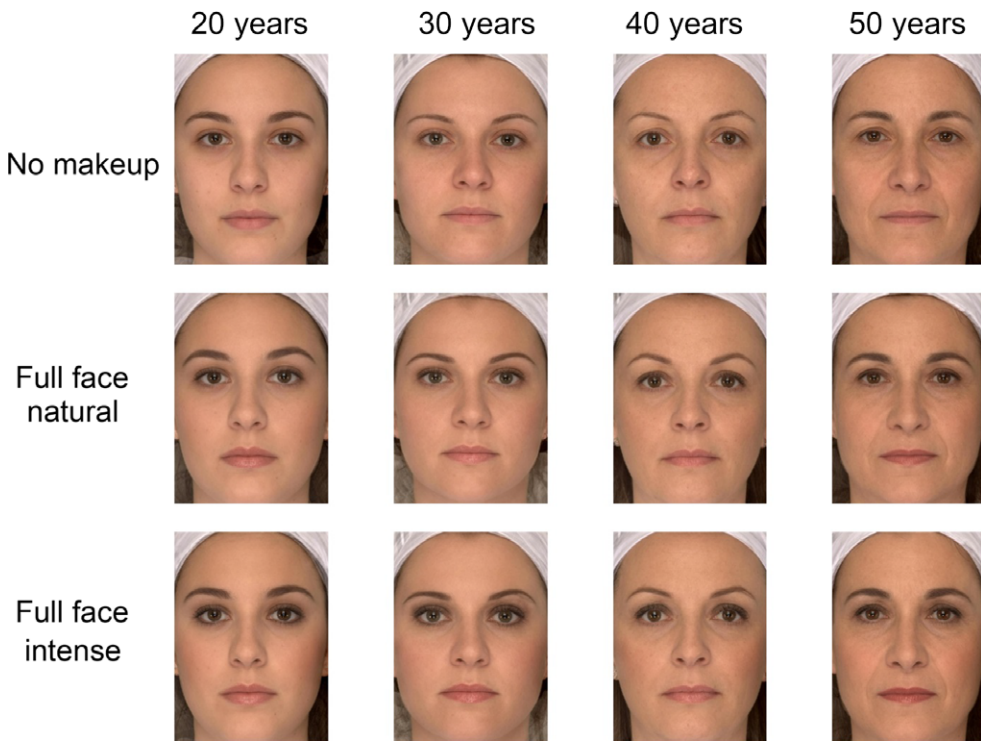 20 years
30 years
40 years
50 years
No makeup
Full face
natural
Full face
intense